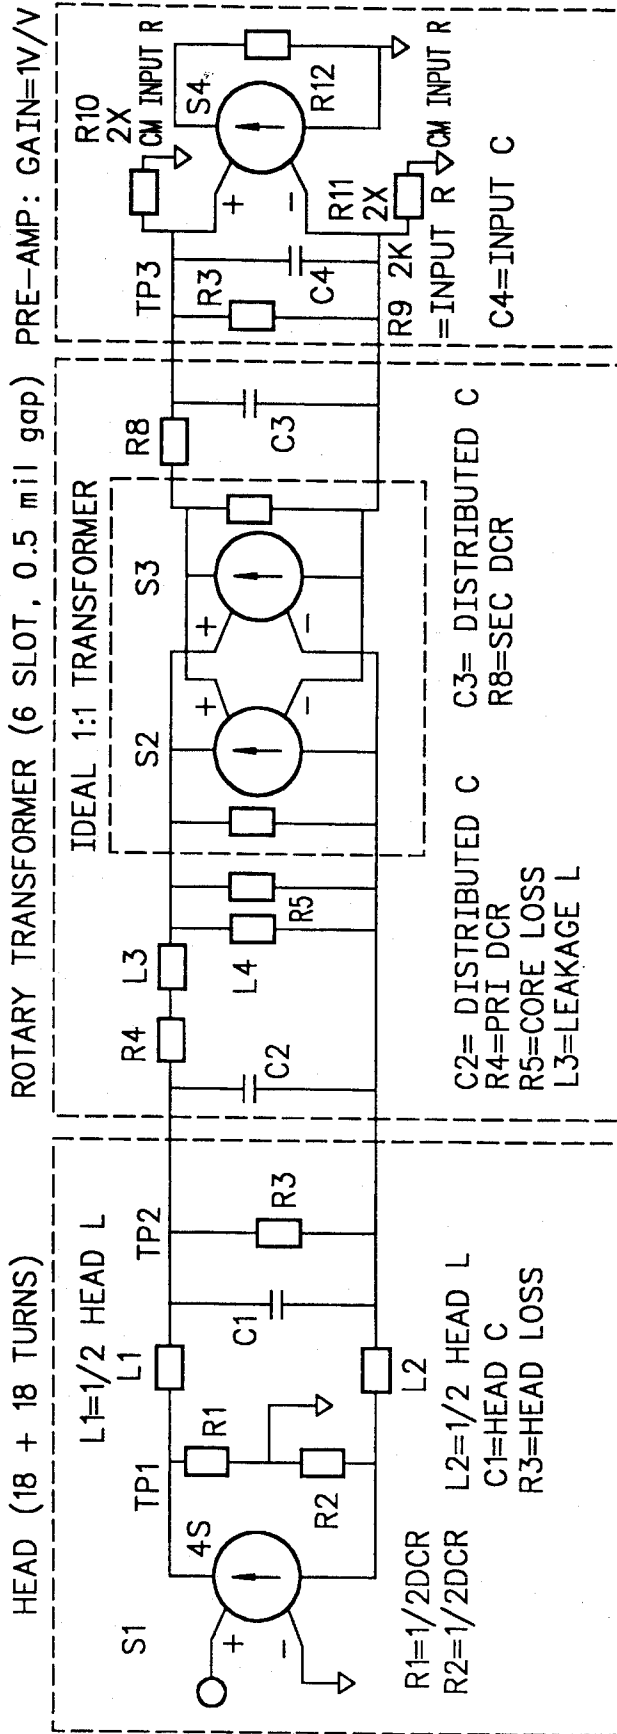 HEAD (18 + 18 TURNS)
ROTARY TRANSFORMER (6 SLOT, 0.5 mil gap)
PRE-AMP: GAIN=1V/V
S1
+
-
4S
TP1
R1
R2
L1=1/2 HEAD L
L1
L2
C1
TP2
R3
R1=1/2DCR
R2=1/2DCR
L2=1/2 HEAD L
C1=HEAD C
R3=HEAD LOSS
C2
R4
L3
L4
R5
IDEAL 1:1 TRANSFORMER
S2
+
-
S3
+
-
R8
C3
C2= DISTRIBUTED C
R4=PRI DCR
R5=CORE LOSS
L3=LEAKAGE L
C3= DISTRIBUTED C
R8=SEC DCR
TP3
R3
C4
R10
2X
CM INPUT R
+
-
S4
R12
R11
2X
CM INPUT R
R9 2K
=INPUT R
C4=INPUT C